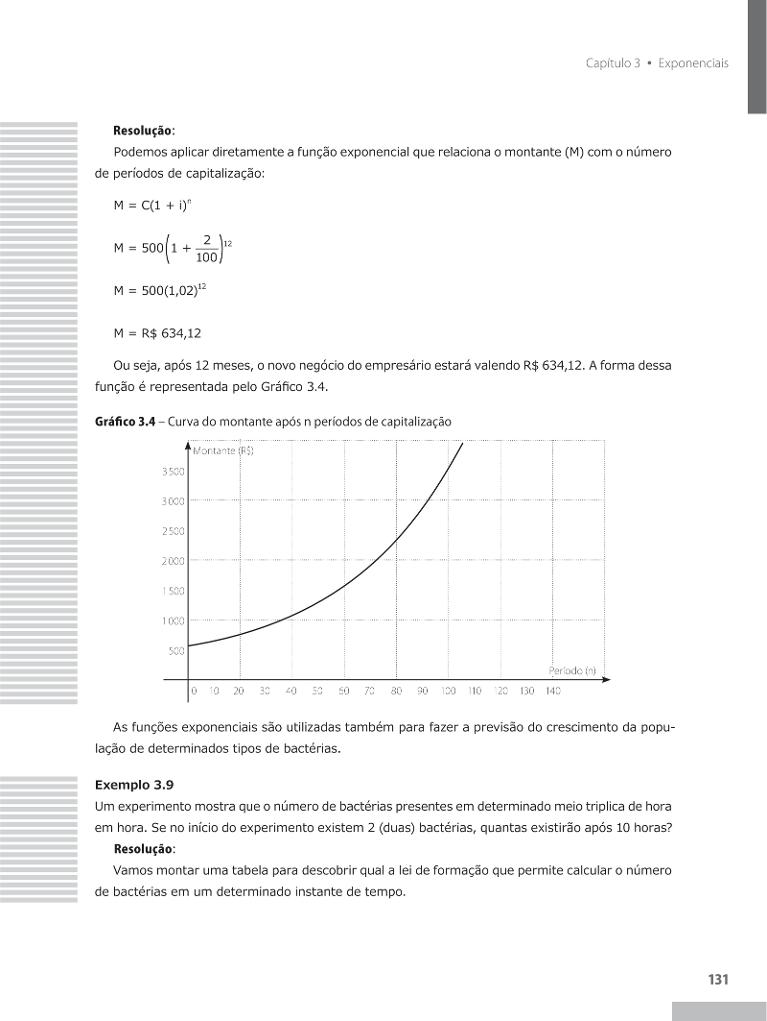 Capítulo 3 • Exponenciais
Resolução:
Podemos aplicar diretamente a função exponencial que relaciona o montante (M) com o número
de períodos de capitalização:
M = C(1 + i)ⁿ
M = 500(1 + 2/100)¹²
M = 500(1,02)¹²
M = R$ 634,12
Ou seja, após 12 meses, o novo negócio do empresário estará valendo R$ 634,12. A forma dessa
função é representada pelo Gráfico 3.4.
Gráfico 3.4 – Curva do montante após n períodos de capitalização
Montante (R$)
3 500
3 000
2 500
2 000
1 500
1 000
500
Período (n)
0 10 20 30 40 50 60 70 80 90 100 110 120 130 140
As funções exponenciais são utilizadas também para fazer a previsão do crescimento da popu-
lação de determinados tipos de bactérias.
Exemplo 3.9
Um experimento mostra que o número de bactérias presentes em determinado meio triplica de hora
em hora. Se no início do experimento existem 2 (duas) bactérias, quantas existirão após 10 horas?
Resolução:
Vamos montar uma tabela para descobrir qual a lei de formação que permite calcular o número
de bactérias em um determinado instante de tempo.
131